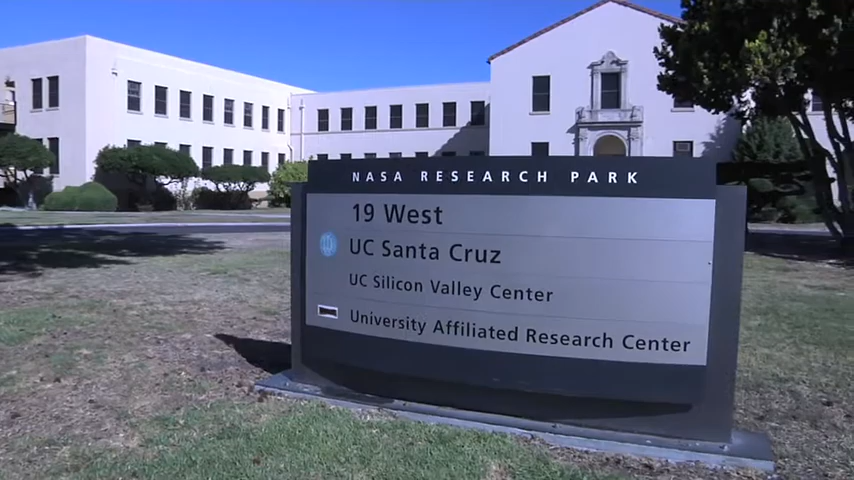 NASA RESEARCH PARK
19 West
UC Santa Cruz
UC Silicon Valley Center
University Affiliated Research Center